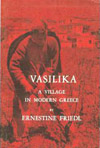 VASILIKA
A VILLAGE
IN MODERN GREECE
BY
ERNESTINE FRIEDL